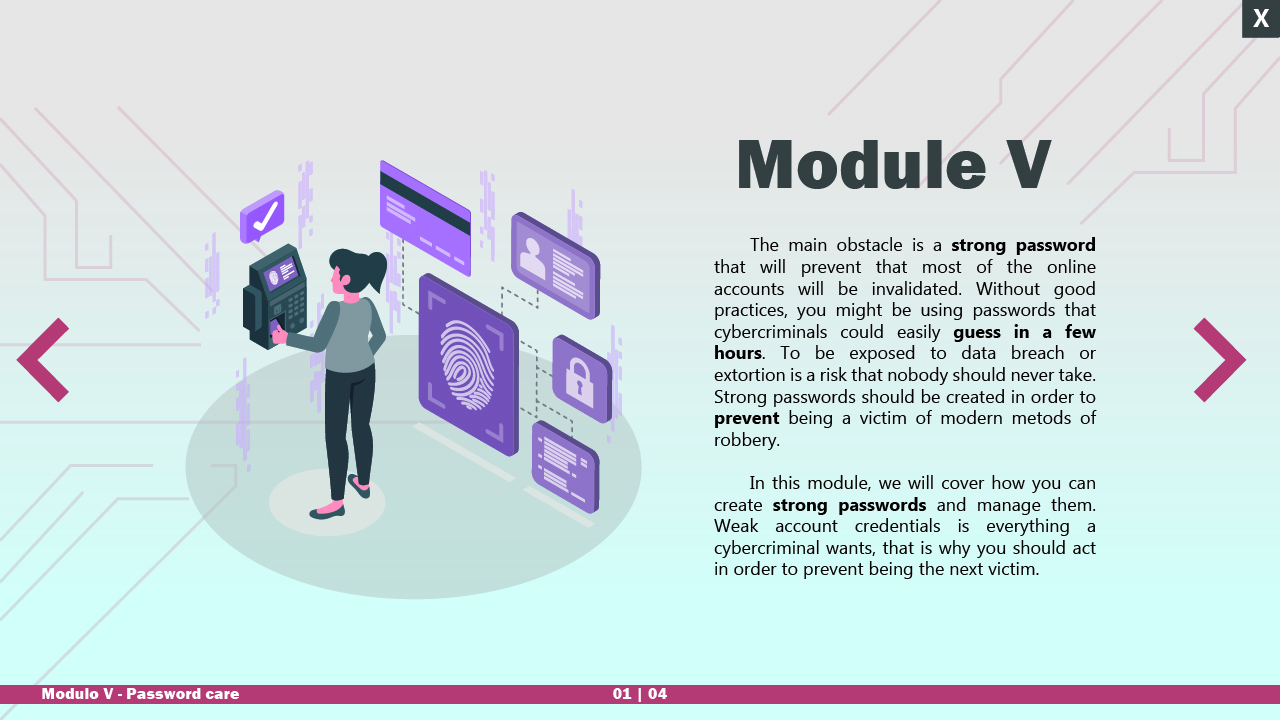 X
Module V
The main obstacle is a strong password
that will prevent that most of the online
accounts will be invalidated. Without good
practices, you might be using passwords that
cybercriminals could easily guess in a few
hours. To be exposed to data breach or
extortion is a risk that nobody should never take.
Strong passwords should be created in order to
prevent being a victim of modern metods of
robbery.
In this module, we will cover how you can
create strong passwords and manage them.
Weak account credentials is everything a
cybercriminal wants, that is why you should act
in order to prevent being the next victim.
Modulo V - Password care
01 | 04